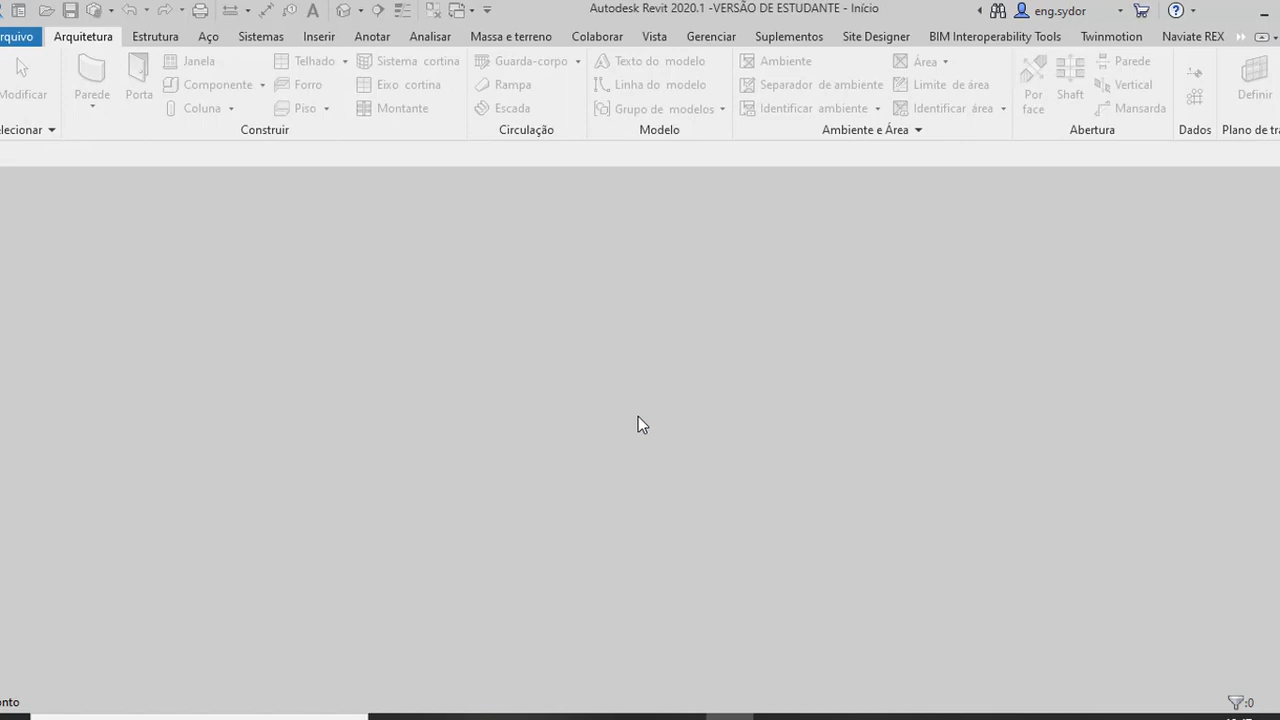 Autodesk Revit 2020.1 -VERSÃO DE ESTUDANTE - Início
eng.sydor
rquivo Arquitetura Estrutura Aço Sistemas Inserir Anotar Analisar Massa e terreno Colaborar Vista Gerenciar Suplementos Site Designer BIM Interoperability Tools Twinmotion Naviate REX
Modificar
elecionar
Parede
Porta
Janela
Componente
Coluna
Telhado
Forro
Piso
Sistema cortina
Eixo cortina
Montante
Construir
Guarda-corpo
Rampa
Escada
Circulação
Texto do modelo
Linha do modelo
Grupo de modelos
Modelo
Ambiente
Separador de ambiente
Identificar ambiente
Área
Limite de área
Identificar área
Ambiente e Área
Por
face
Shaft
Parede
Vertical
Mansarda
Abertura
Dados
Definir
Plano de tra
onto
:0